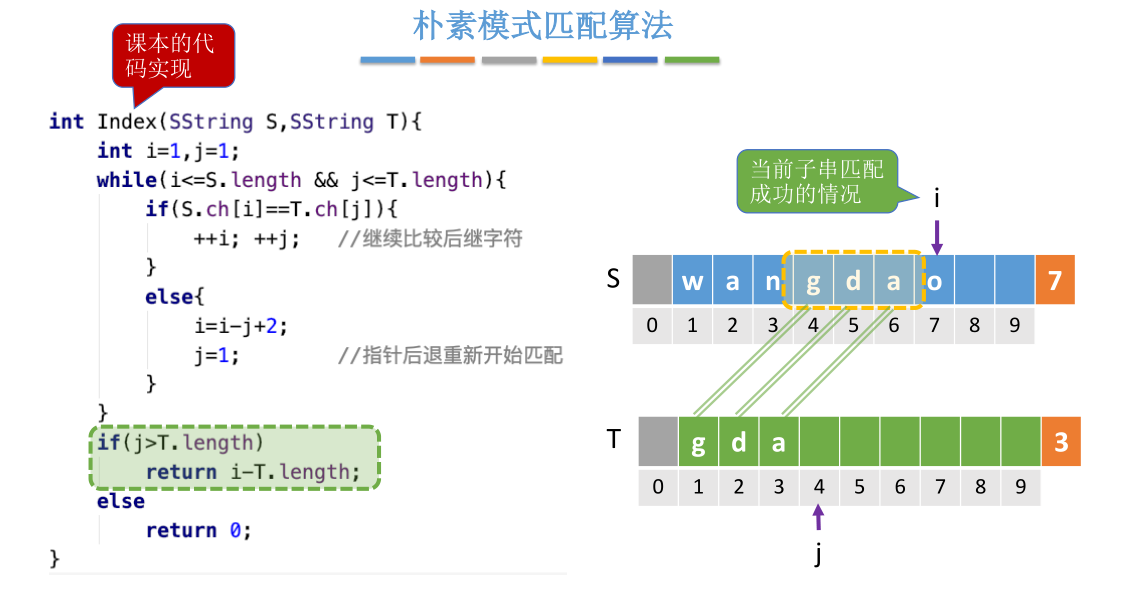 朴素模式匹配算法
课本的代
码实现
int Index(SString S,SString T){
int i=1,j=1;
while(i<=S.length && j<=T.length){
if(S.ch[i]==T.ch[j]){
++i; ++j; //继续比较后继字符
}
else{
i=i-j+2;
j=1; //指针后退重新开始匹配
}
}
if(j>T.length)
return i-T.length;
else
return 0;
}
当前子串匹配
成功的情况
i
S w a n g d a o 7
0 1 2 3 4 5 6 7 8 9
T g d a 3
0 1 2 3 4 5 6 7 8 9
j